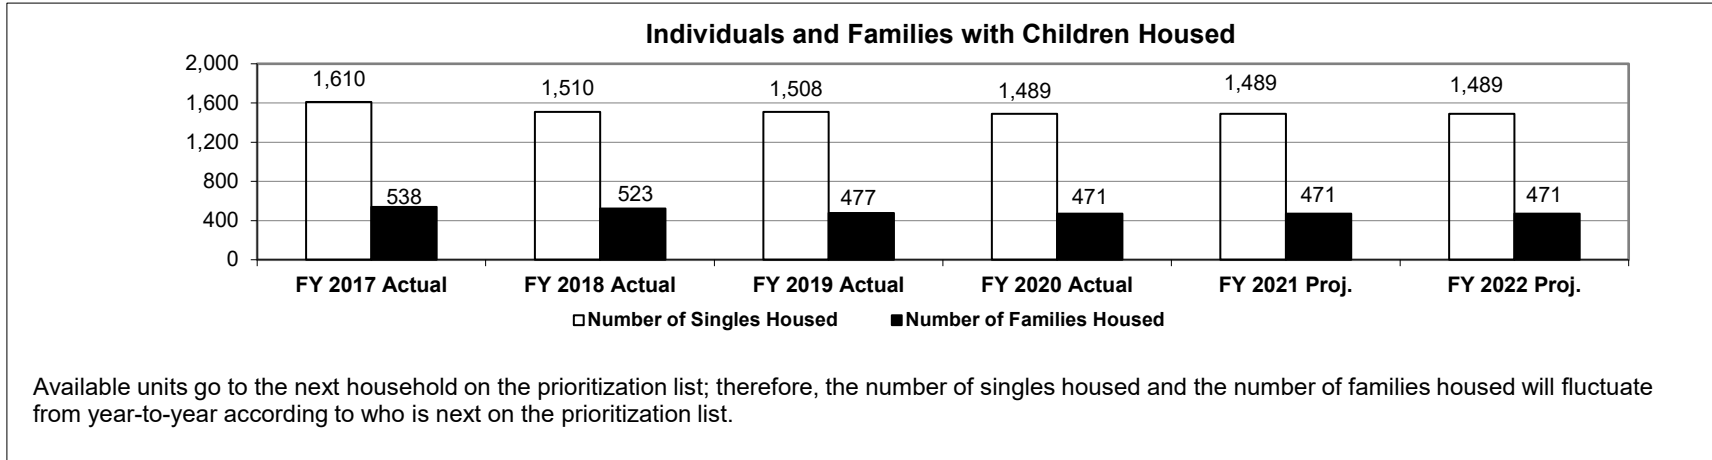 Individuals and Families with Children Housed
2,000
1,600
1,200
800
400
0
1,610
538
1,510
523
1,508
477
1,489
471
1,489
471
1,489
471
FY 2017 Actual
FY 2018 Actual
FY 2019 Actual
FY 2020 Actual
FY 2021 Proj.
FY 2022 Proj.
Number of Singles Housed
Number of Families Housed
Available units go to the next household on the prioritization list; therefore, the number of singles housed and the number of families housed will fluctuate
from year-to-year according to who is next on the prioritization list.